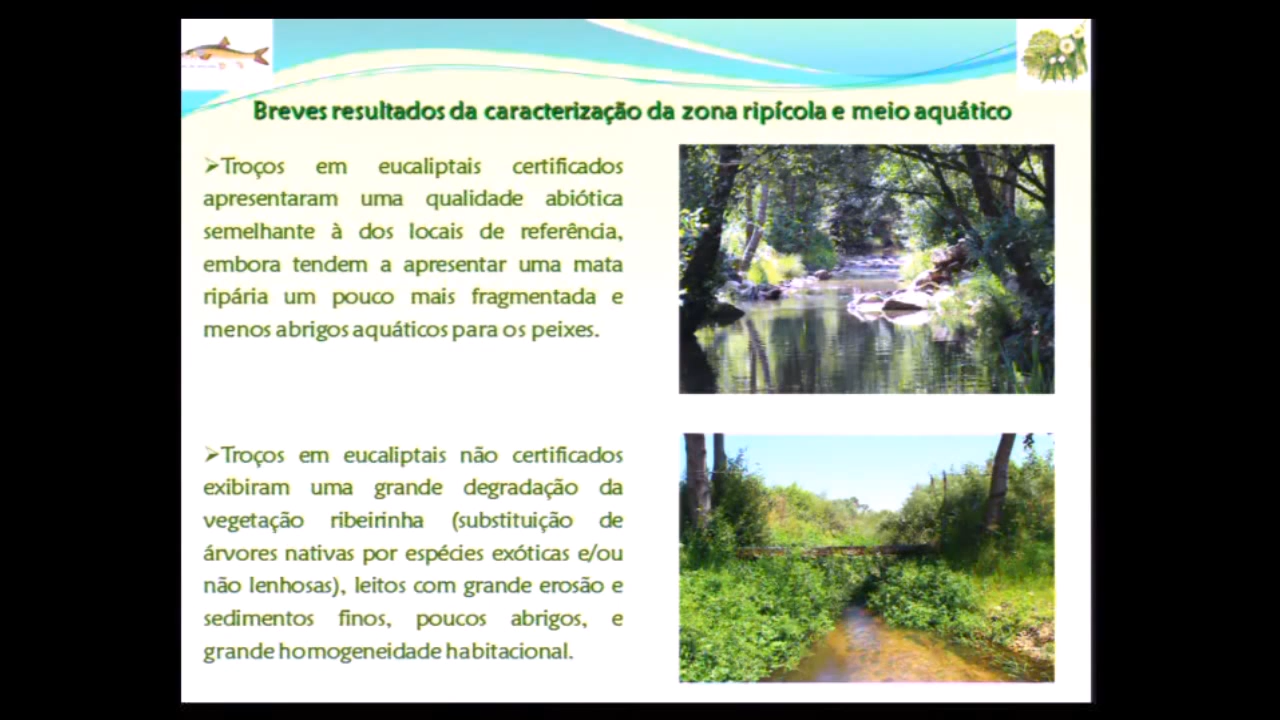 Breves resultados da caracterização da zona ripícola e meio aquático
➢Troços em eucaliptais certificados
apresentaram uma qualidade abiótica
semelhante à dos locais de referência,
embora tendem a apresentar uma mata
ripária um pouco mais fragmentada e
menos abrigos aquáticos para os peixes.
➢Troços em eucaliptais não certificados
exibiram uma grande degradação da
vegetação ribeirinha (substituição de
árvores nativas por espécies exóticas e/ou
não lenhosas), leitos com grande erosão e
sedimentos finos, poucos abrigos, e
grande homogeneidade habitacional.